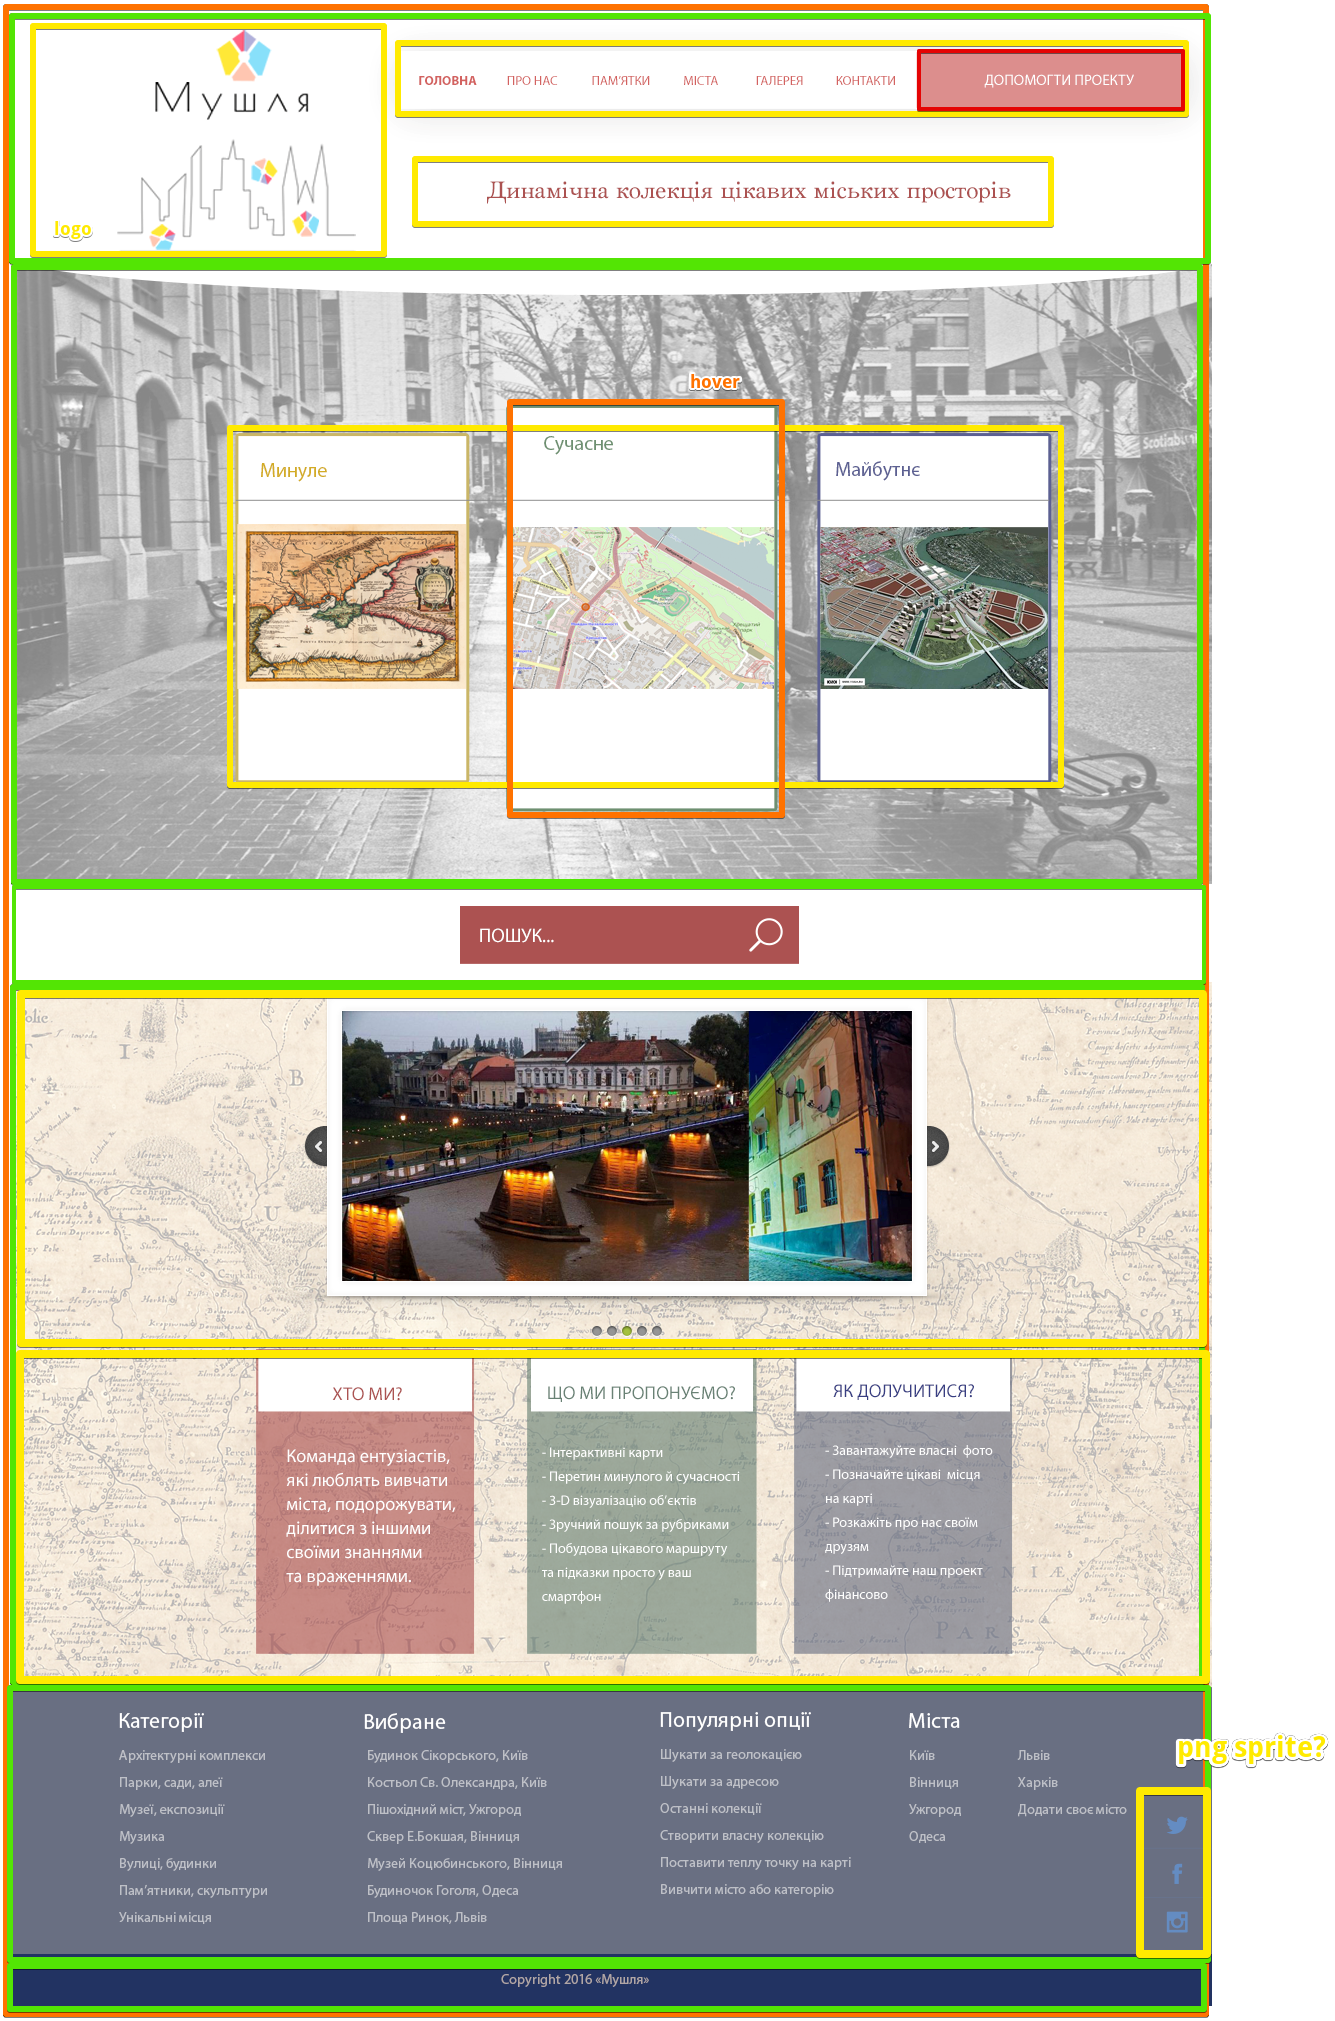 Мушля
logo
ГОЛОВНА
ПРО НАС
ПАМ'ЯТКИ
МІСТА
ГАЛЕРЕЯ
КОНТАКТИ
ДОПОМОГТИ ПРОЕКТУ
Динамічна колекція цікавих міських просторів
hover
Минуле
Сучасне
Майбутнє
ПОШУК...
ХТО МИ?
Команда ентузіастів,
які люблять вивчати
міста, подорожувати,
ділитися з іншими
своїми знаннями
та враженнями.
ЩО МИ ПРОПОНУЄМО?
- Інтерактивні карти
- Перетин минулого й сучасності
- 3-D візуалізацію об'єктів
- Зручний пошук за рубриками
- Побудова цікавого маршруту
та підказки просто у ваш
смартфон
ЯК ДОЛУЧИТИСЯ?
- Завантажуйте власні фото
- Позначайте цікаві місця
на карті
- Розкажіть про нас своїм
друзям
- Підтримайте наш проект
фінансово
Категорії
Архітектурні комплекси
Парки, сади, алеї
Музеї, експозиції
Музика
Вулиці, будинки
Пам'ятники, скульптури
Унікальні місця
Вибране
Будинок Сікорського, Київ
Костьол Св. Олександра, Київ
Пішохідний міст, Ужгород
Сквер Е.Бокшая, Вінниця
Музей Коцюбинського, Вінниця
Будиночок Гоголя, Одеса
Площа Ринок, Львів
Популярні опції
Шукати за геолокацією
Шукати за адресою
Останні колекції
Створити власну колекцію
Поставити теплу точку на карті
Вивчити місто або категорію
Міста
Київ
Вінниця
Ужгород
Одеса
Львів
Харків
Додати своє місто
png sprite?
Copyright 2016 «Мушля»